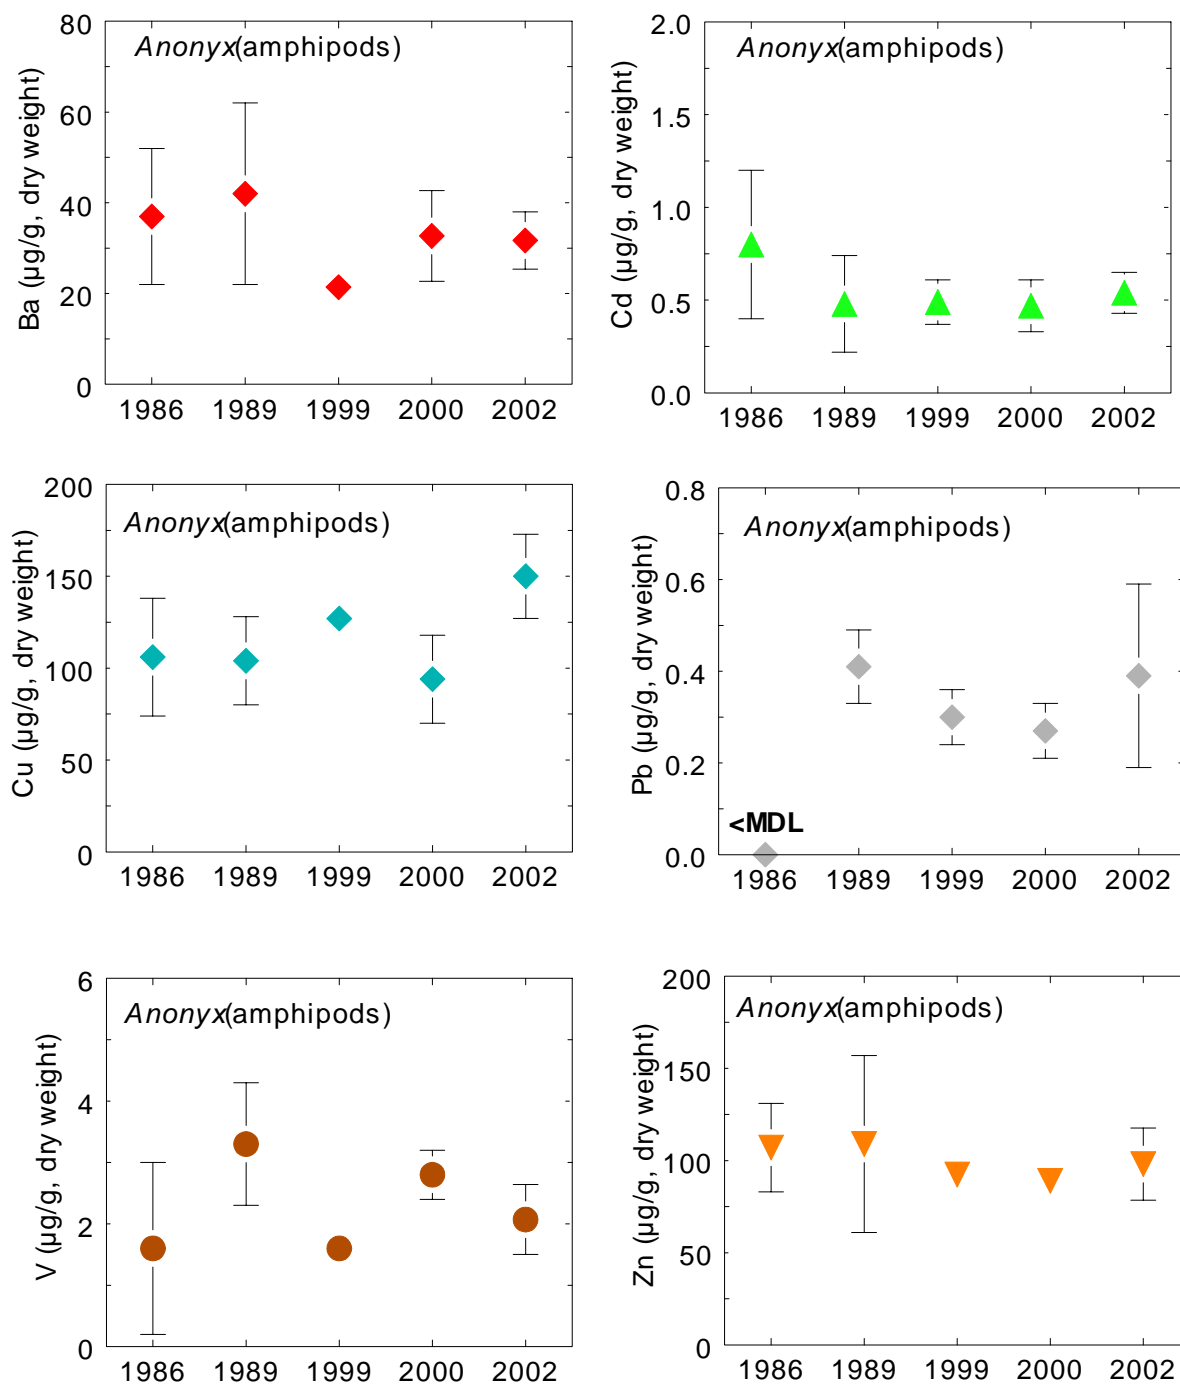 Anonyx(amphipods)
Ba (µg/g, dry weight)
80
60
40
20
0
1986 1989 1999 2000 2002
Anonyx(amphipods)
Cd (µg/g, dry weight)
2.0
1.5
1.0
0.5
0.0
1986 1989 1999 2000 2002
Anonyx(amphipods)
Cu (µg/g, dry weight)
200
150
100
50
0
1986 1989 1999 2000 2002
Anonyx(amphipods)
Pb (µg/g, dry weight)
0.8
0.6
0.4
0.2
0.0
<MDL
1986 1989 1999 2000 2002
Anonyx(amphipods)
V (µg/g, dry weight)
6
4
2
0
1986 1989 1999 2000 2002
Anonyx(amphipods)
Zn (µg/g, dry weight)
200
150
100
50
0
1986 1989 1999 2000 2002